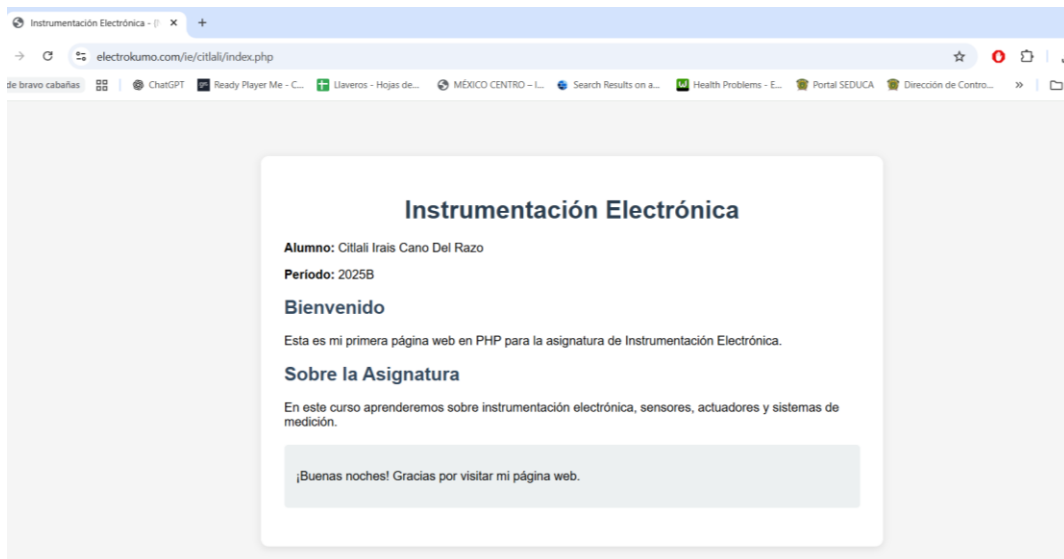 Instrumentación Electrónica - [
electrokumo.com/ie/citlali/index.php
de bravo cabañas ChatGPT Ready Player Me - C... Llaveros - Hojas de... MÉXICO CENTRO – I... Search Results on a... Health Problems - E... Portal SEDUCA Dirección de Contro... »
Instrumentación Electrónica
Alumno: Citlali Irais Cano Del Razo
Período: 2025B
Bienvenido
Esta es mi primera página web en PHP para la asignatura de Instrumentación Electrónica.
Sobre la Asignatura
En este curso aprenderemos sobre instrumentación electrónica, sensores, actuadores y sistemas de
medición.
¡Buenas noches! Gracias por visitar mi página web.